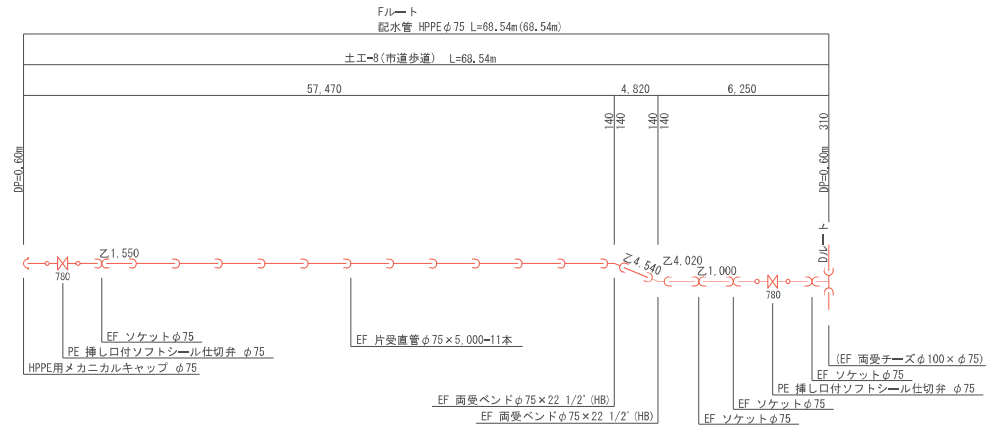 Fルート
配水管 HPPEφ75 L=68.54m(68.54m)
土工-8(市道歩道) L=68.54m
57,470
4,820
6,250
140
140
140
140
310
DP=0.60m
DP=0.60m
Dルート
乙1.550
乙4,540
乙4,020
乙1,000
780
780
EF ソケットφ75
PE 挿し口付ソフトシール仕切弁 φ75
HPPE用メカニカルキャップ φ75
EF 片受直管φ75×5,000-11本
EF 両受ベンドφ75×22 1/2°(HB)
EF 両受ベンドφ75×22 1/2°(HB)
(EF 両受チーズφ100×φ75)
EF ソケットφ75
PE 挿し口付ソフトシール仕切弁 φ75
EF ソケットφ75
EF ソケットφ75